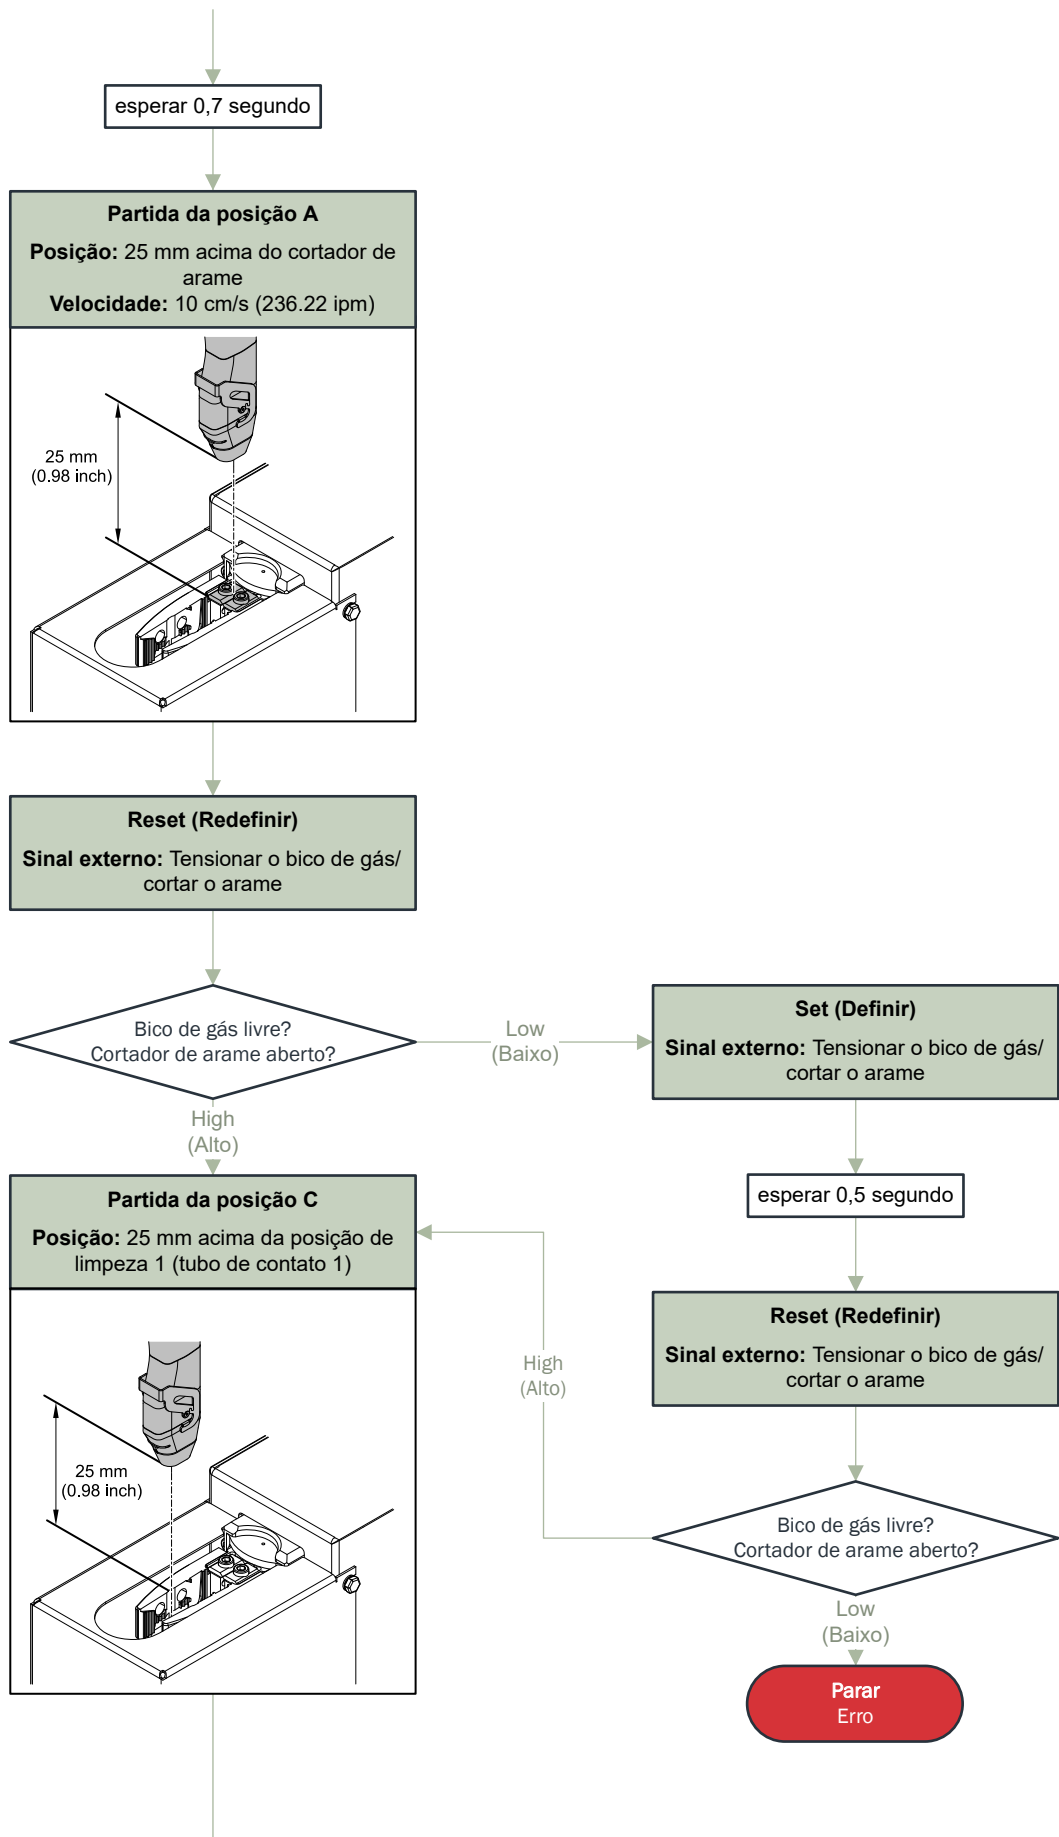 esperar 0,7 segundo
Partida da posição A
Posição: 25 mm acima do cortador de
arame
Velocidade: 10 cm/s (236.22 ipm)
25 mm
(0.98 inch)
Reset (Redefinir)
Sinal externo: Tensionar o bico de gás/
cortar o arame
Bico de gás livre?
Cortador de arame aberto?
Low
(Baixo)
Set (Definir)
Sinal externo: Tensionar o bico de gás/
cortar o arame
High
(Alto)
esperar 0,5 segundo
Partida da posição C
Posição: 25 mm acima da posição de
limpeza 1 (tubo de contato 1)
Reset (Redefinir)
Sinal externo: Tensionar o bico de gás/
cortar o arame
High
(Alto)
25 mm
(0.98 inch)
Bico de gás livre?
Cortador de arame aberto?
Low
(Baixo)
Parar
Erro